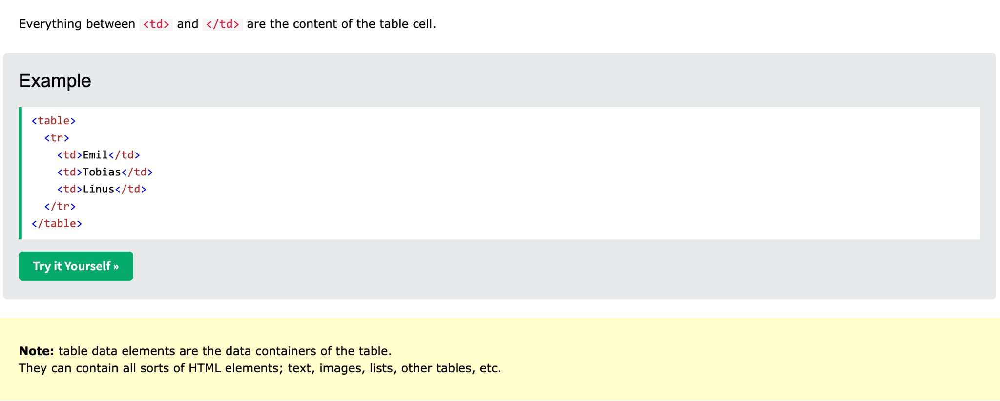 Everything between <td> and </td> are the content of the table cell.
Example
<table>
<tr>
<td>Emil</td>
<td>Tobias</td>
<td>Linus</td>
</tr>
</table>
Try it Yourself »
Note: table data elements are the data containers of the table.
They can contain all sorts of HTML elements; text, images, lists, other tables, etc.